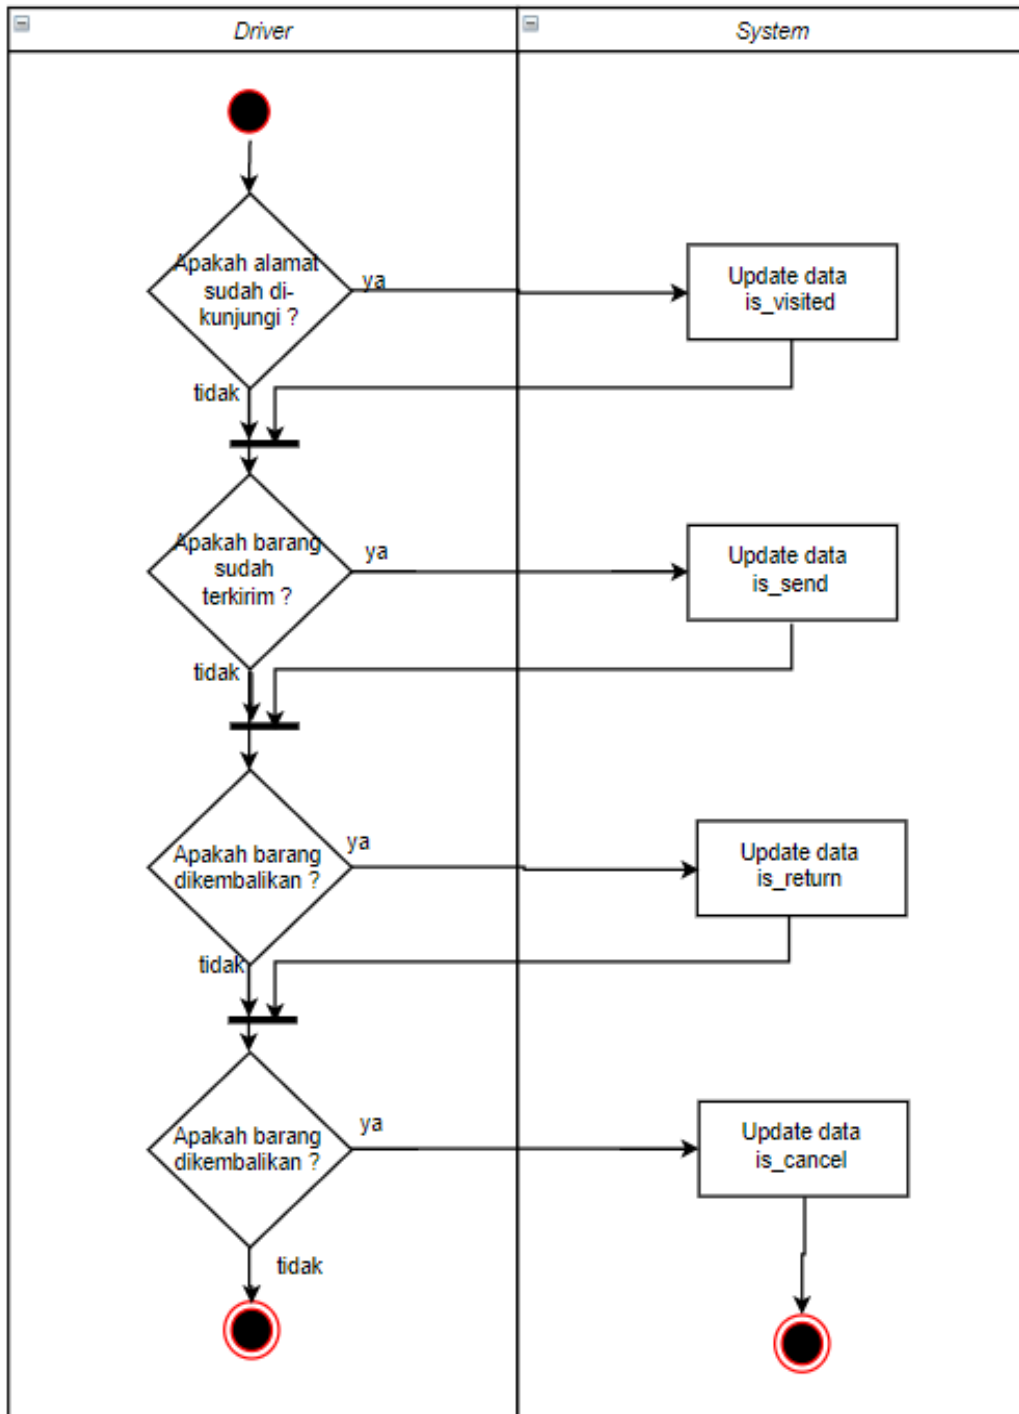 Driver
System
Apakah alamat
sudah di-
kunjungi ?
ya
Update data
is_visited
tidak
Apakah barang
sudah
terkirim ?
ya
Update data
is_send
tidak
Apakah barang
dikembalikan ?
ya
Update data
is_return
tidak
Apakah barang
dikembalikan ?
ya
Update data
is_cancel
tidak